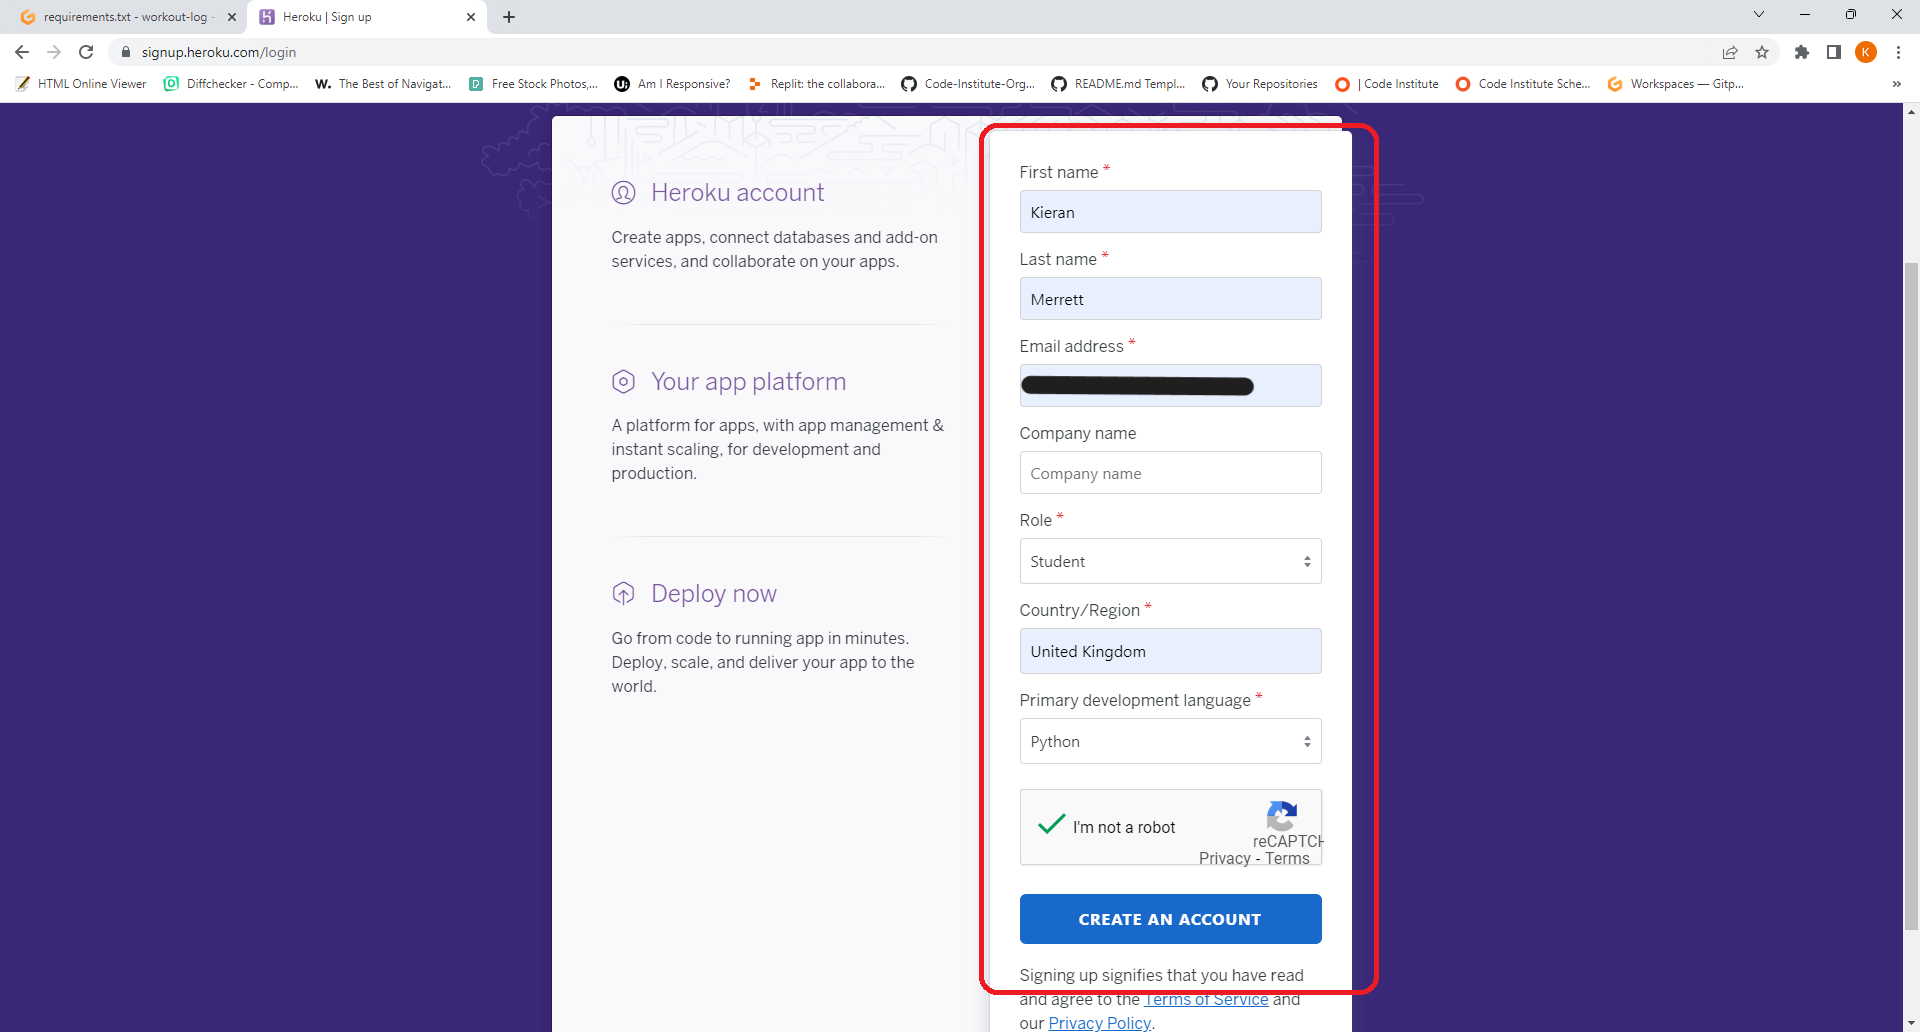 requirements.txt - workout-log -
Heroku | Sign up
signup.heroku.com/login
K
HTML Online Viewer
Diffchecker - Comp...
W. The Best of Navigat...
Free Stock Photos,...
Am I Responsive?
Replit: the collabora...
Code-Institute-Org...
README.md Templ...
Your Repositories
| Code Institute
Code Institute Sche...
Workspaces — Gitp...
»
Heroku account
Create apps, connect databases and add-on
services, and collaborate on your apps.
Your app platform
A platform for apps, with app management &
instant scaling, for development and
production.
Deploy now
Go from code to running app in minutes.
Deploy, scale, and deliver your app to the
world.
First name *
Kieran
Last name *
Merrett
Email address *
Company name
Company name
Role *
Student
Country/Region *
United Kingdom
Primary development language *
Python
I'm not a robot
reCAPTCH
Privacy - Terms
CREATE AN ACCOUNT
Signing up signifies that you have read
and agree to the Terms of Service and
our Privacy Policy.